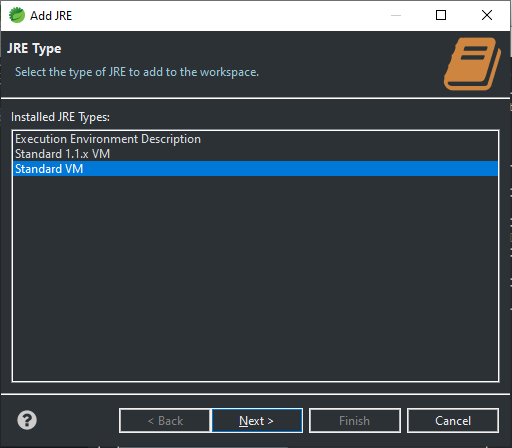 Add JRE
JRE Type
Select the type of JRE to add to the workspace.
Installed JRE Types:
Execution Environment Description
Standard 1.1.x VM
Standard VM
?
< Back Next > Finish Cancel